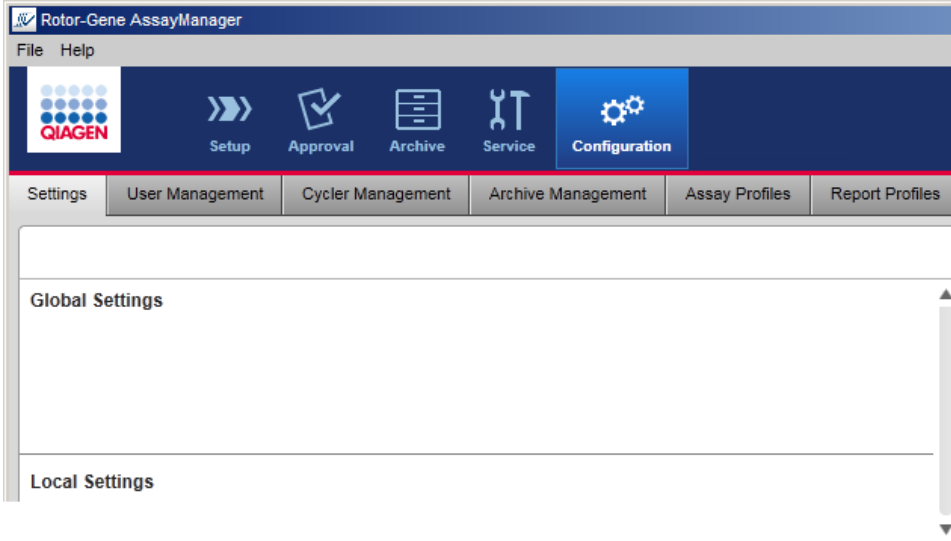 Rotor-Gene AssayManager
File Help
QIAGEN
Setup Approval Archive Service Configuration
Settings User Management Cycler Management Archive Management Assay Profiles Report Profiles
Global Settings
Local Settings